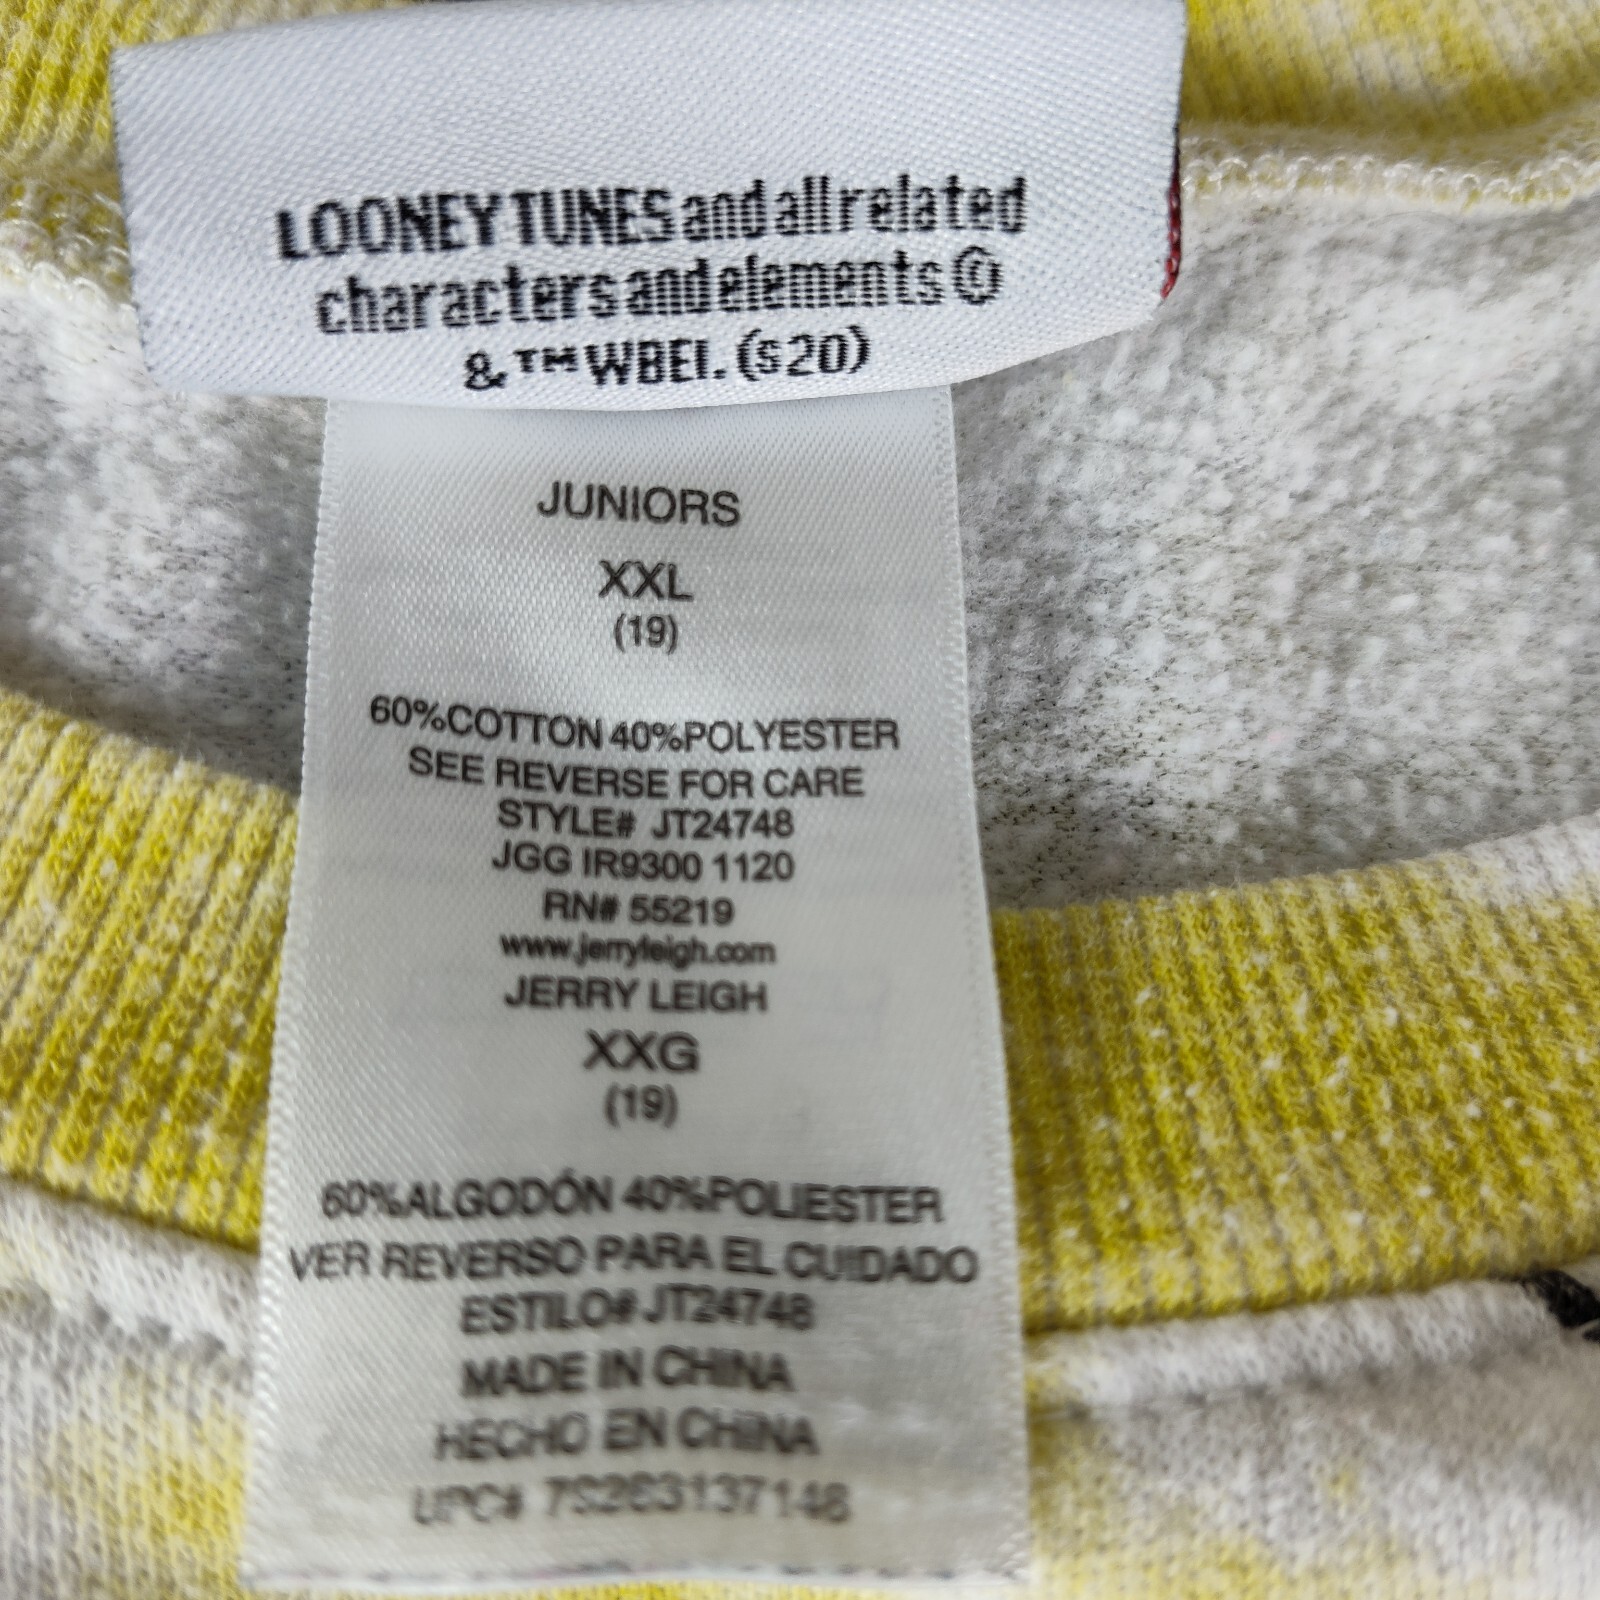 LOONEY TUNES and all related
characters and elements ©
& ™ WBEI. (s20)
JUNIORS
XXL
(19)
60%COTTON 40%POLYESTER
SEE REVERSE FOR CARE
STYLE# JT24748
JGG IR9300 1120
RN# 55219
www.jerryleigh.com
JERRY LEIGH
XXG
(19)
60%ALGODÓN 40%POLIESTER
VER REVERSO PARA EL CUIDADO
ESTILO# JT24748
MADE IN CHINA
HECHO EN CHINA
UPC#